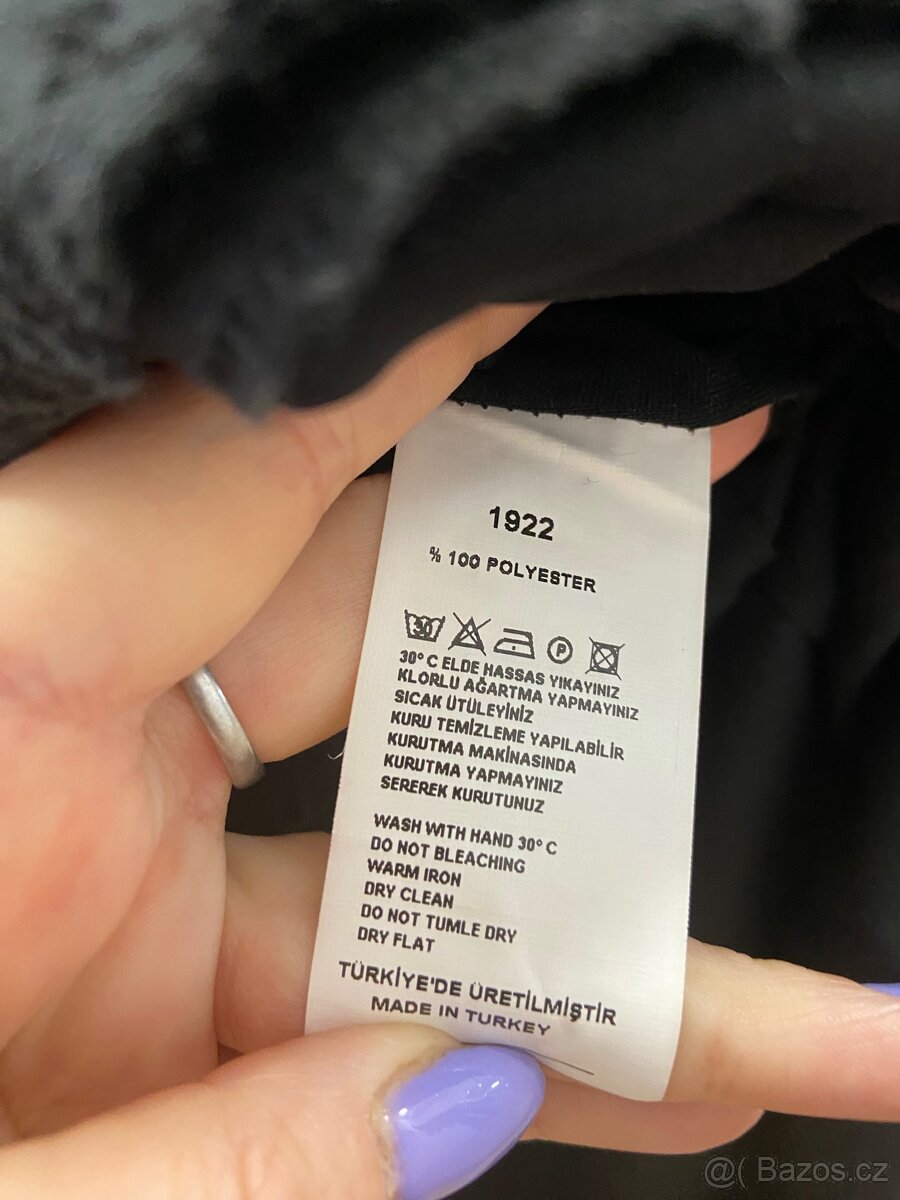 1922
% 100 POLYESTER
30
P
30° C ELDE HASSAS YIKAYINIZ
KLORLU AĞARTMA YAPMAYINIZ
SICAK ÜTÜLEYİNİZ
KURU TEMİZLEME YAPILABİLİR
KURUTMA MAKİNASINDA
KURUTMA YAPMAYINIZ
SEREREK KURUTUNUZ
WASH WITH HAND 30° C
DO NOT BLEACHING
WARM IRON
DRY CLEAN
DO NOT TUMLE DRY
DRY FLAT
TÜRKİYE'DE ÜRETİLMİŞTİR
MADE IN TURKEY
@( Bazos.cz